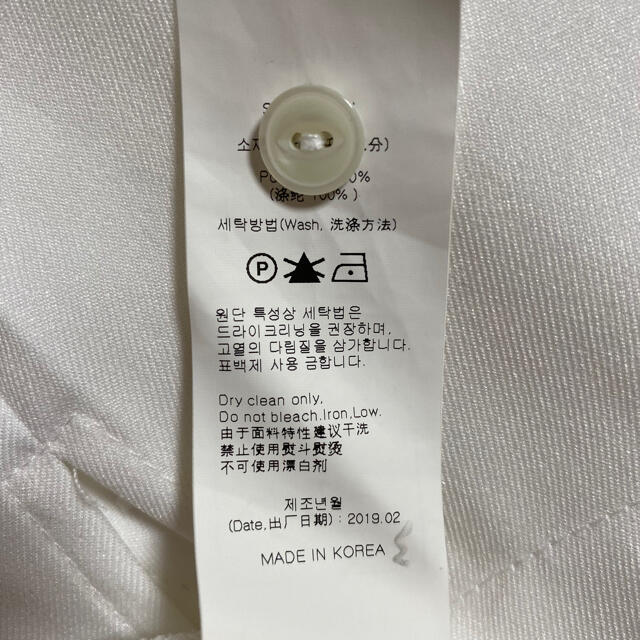 세탁방법(Wash, 洗涤方法)
P
원단 특성상 세탁법은
드라이크리닝을 권장하며,
고열의 다림질을 삼가합니다.
표백제 사용 금합니다.
Dry clean only,
Do not bleach.Iron,Low.
由于面料特性建议干洗
禁止使用熨斗熨烫
不可使用漂白剂
제조년월
(Date,出厂日期) : 2019.02
MADE IN KOREA